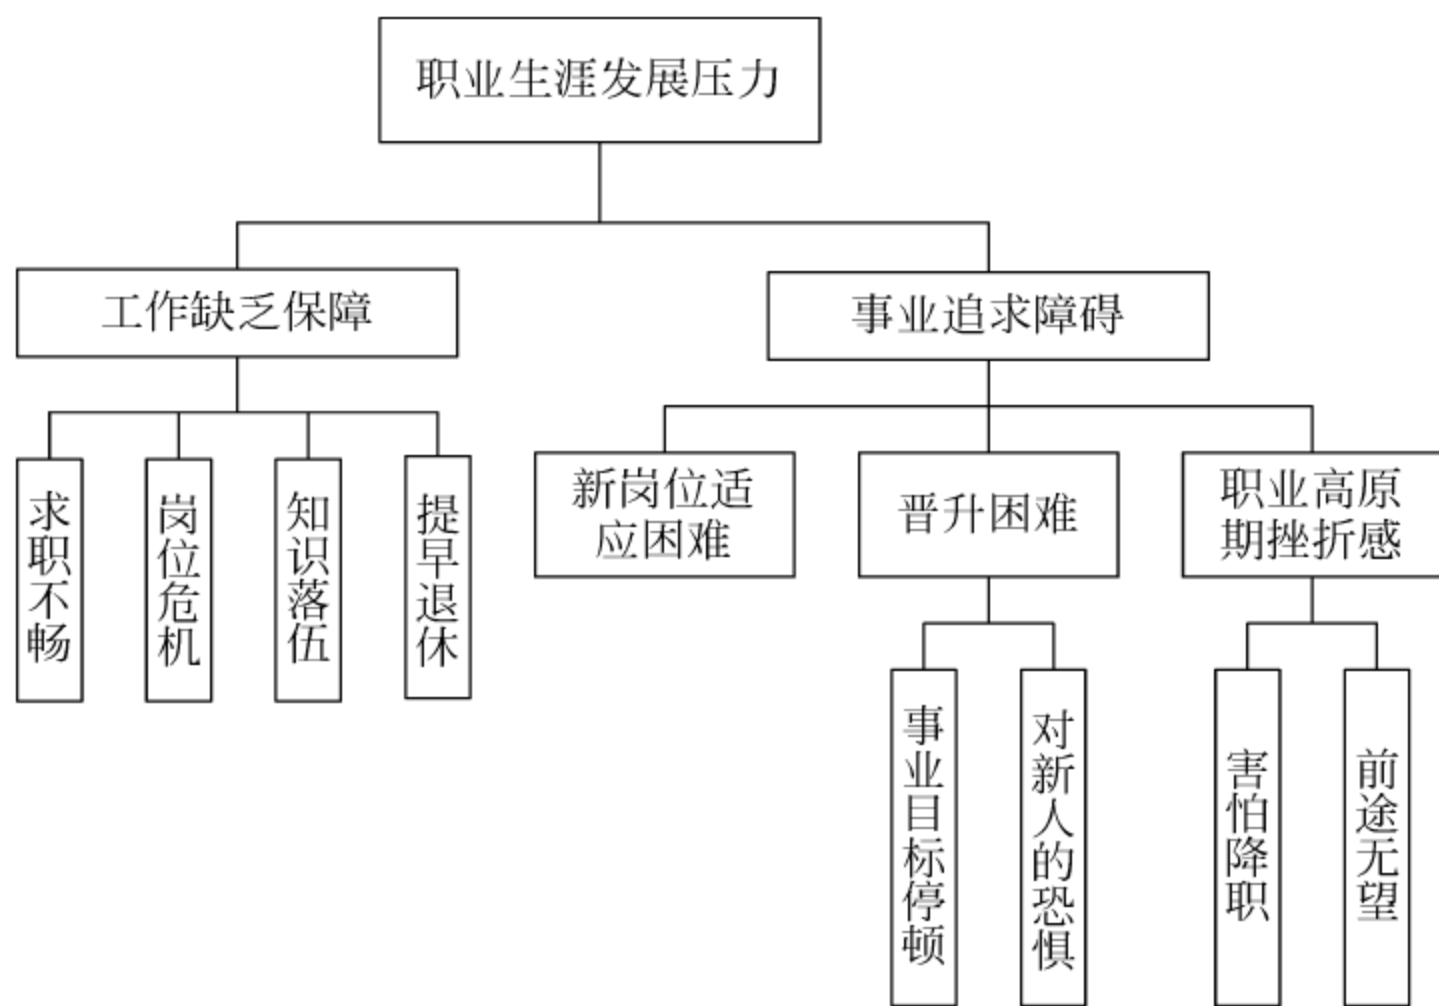 职业生涯发展压力
工作缺乏保障
事业追求障碍
求职不畅
岗位危机
知识落伍
提早退休
新岗位适
应困难
晋升困难
职业高原
期挫折感
事业目标停顿
对新人的恐惧
害怕降职
前途无望